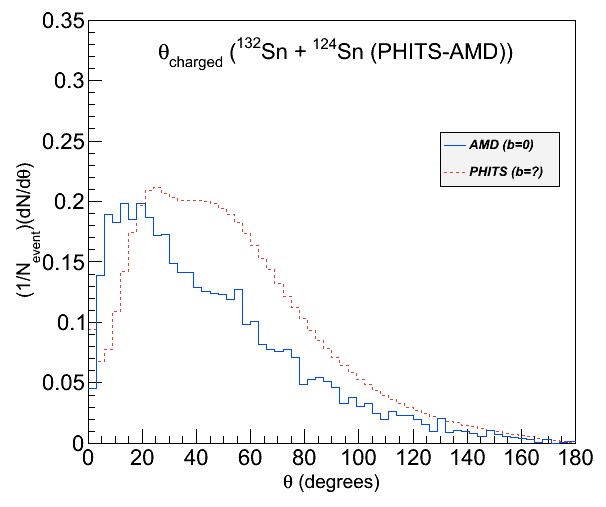 θcharged (132Sn + 124Sn (PHITS-AMD))
AMD (b=0)
PHITS (b=?)
(1/Nevent)(dN/dθ)
0.35
0.3
0.25
0.2
0.15
0.1
0.05
0
0 20 40 60 80 100 120 140 160 180
θ (degrees)